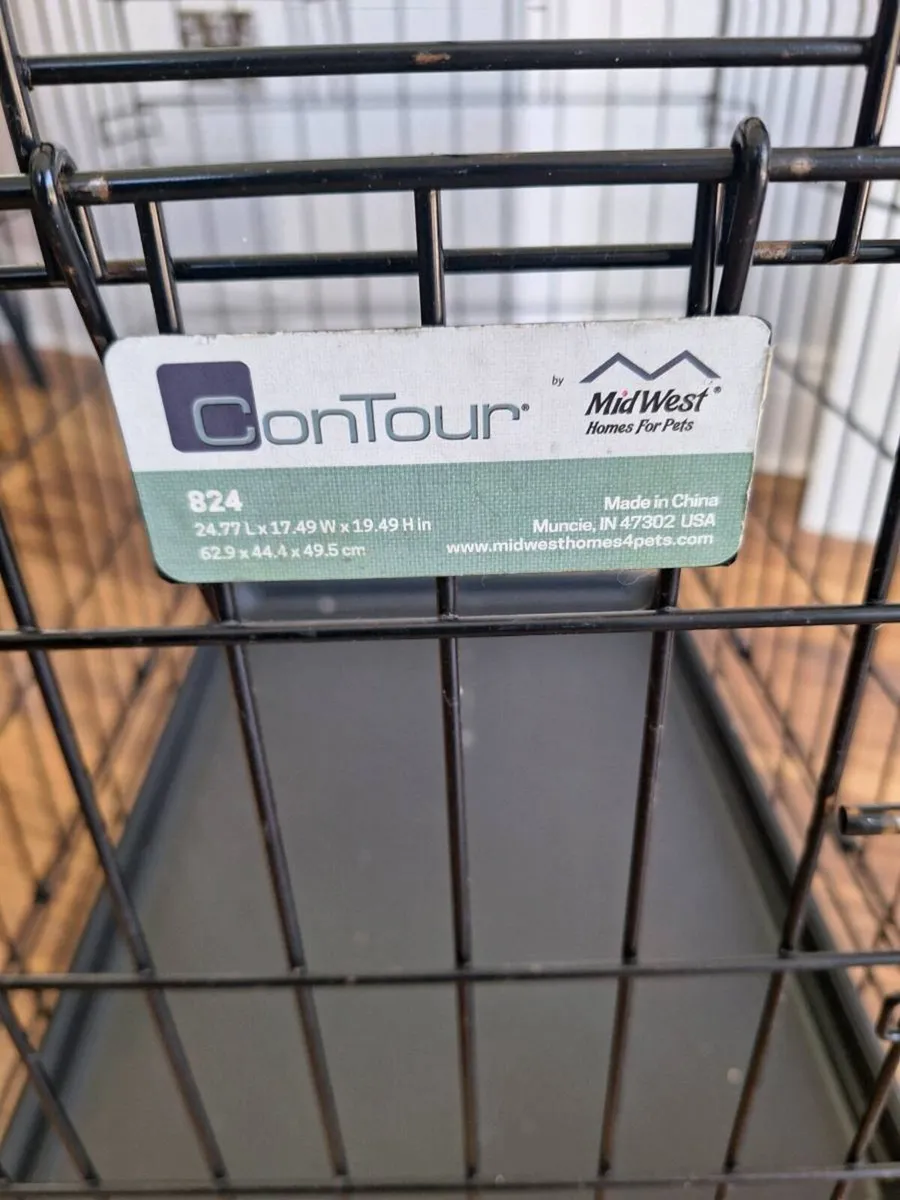 ConTour®
by
MidWest®
Homes For Pets
824
24.77 L x 17.49 W x 19.49 H in
62.9 x 44.4 x 49.5 cm
Made in China
Muncie, IN 47302 USA
www.midwesthomes4pets.com